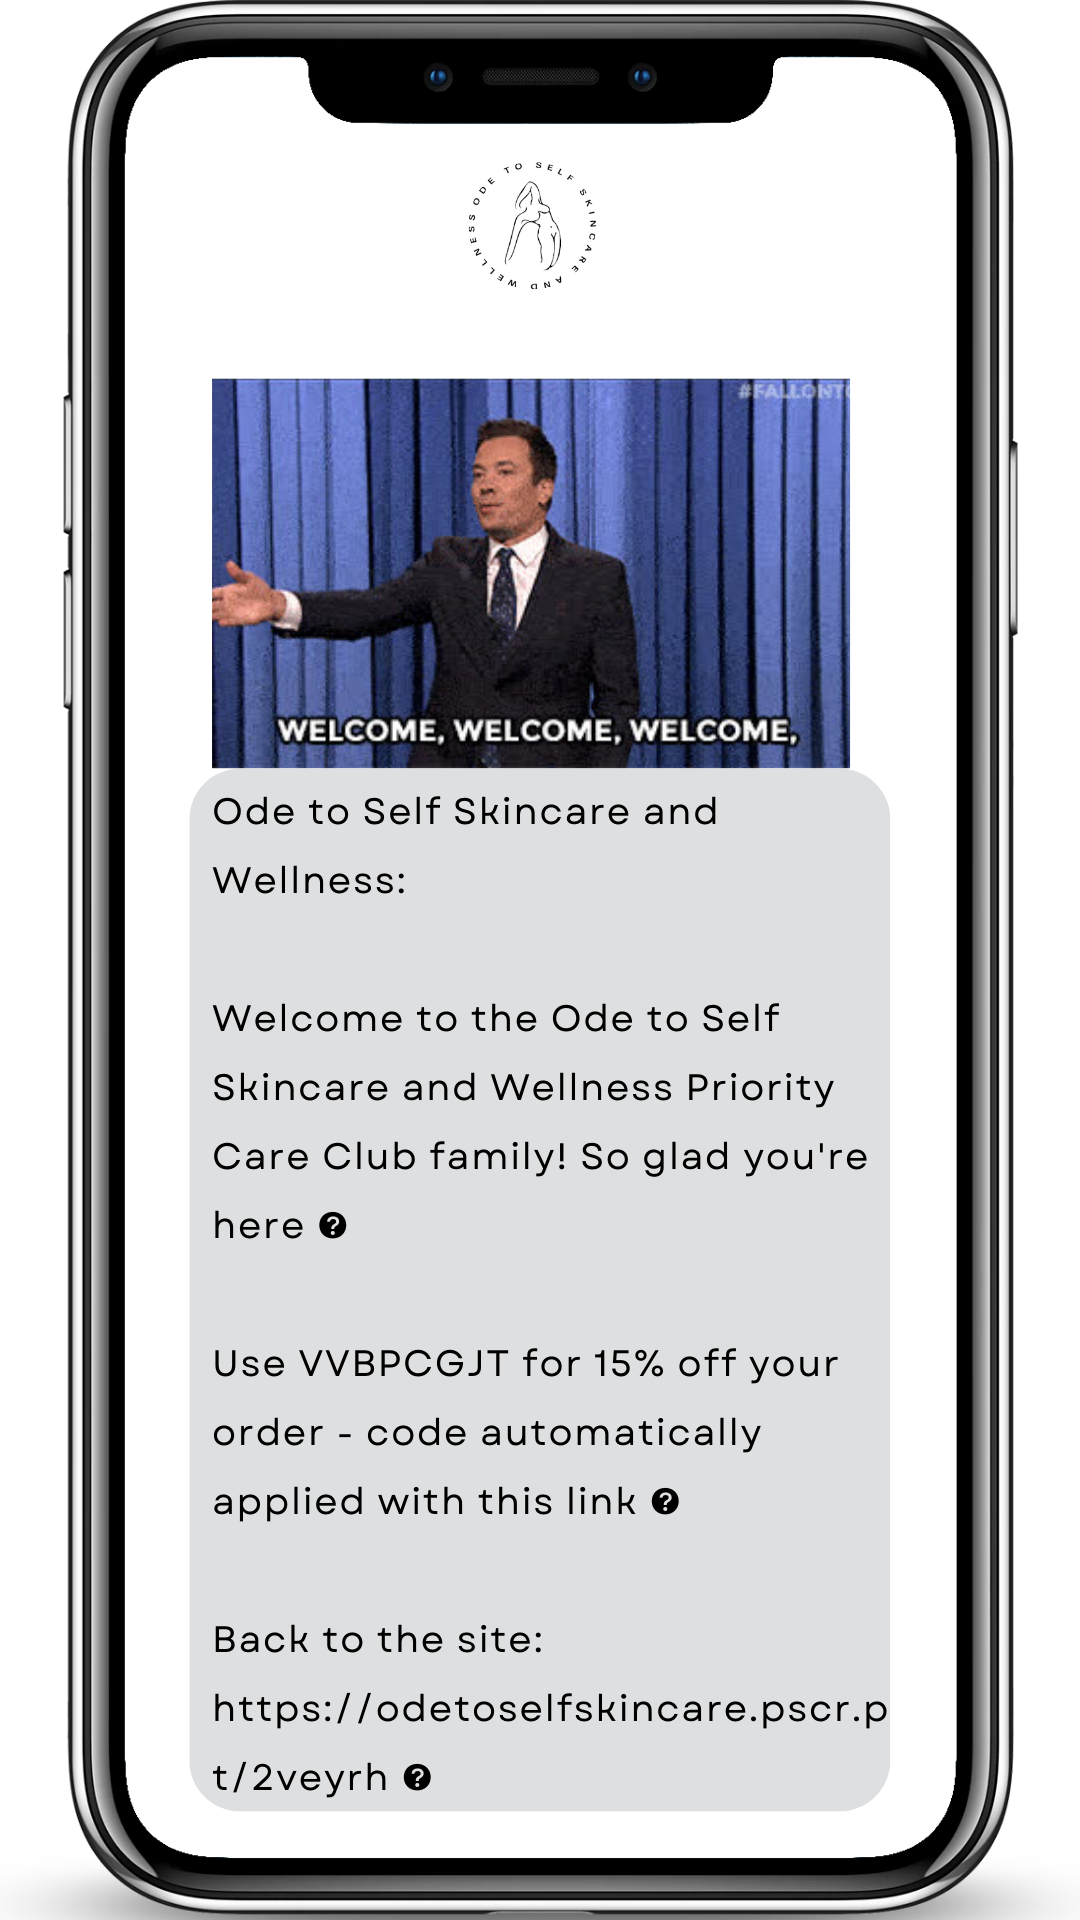 ODE TO SELF SKINCARE AND WELLNESS
#FALLONT
WELCOME, WELCOME, WELCOME,
Ode to Self Skincare and
Wellness:
Welcome to the Ode to Self
Skincare and Wellness Priority
Care Club family! So glad you're
here
Use VVBPCGJT for 15% off your
order - code automatically
applied with this link
Back to the site:
https://odetoselfskincare.pscr.p
t/2veyrh